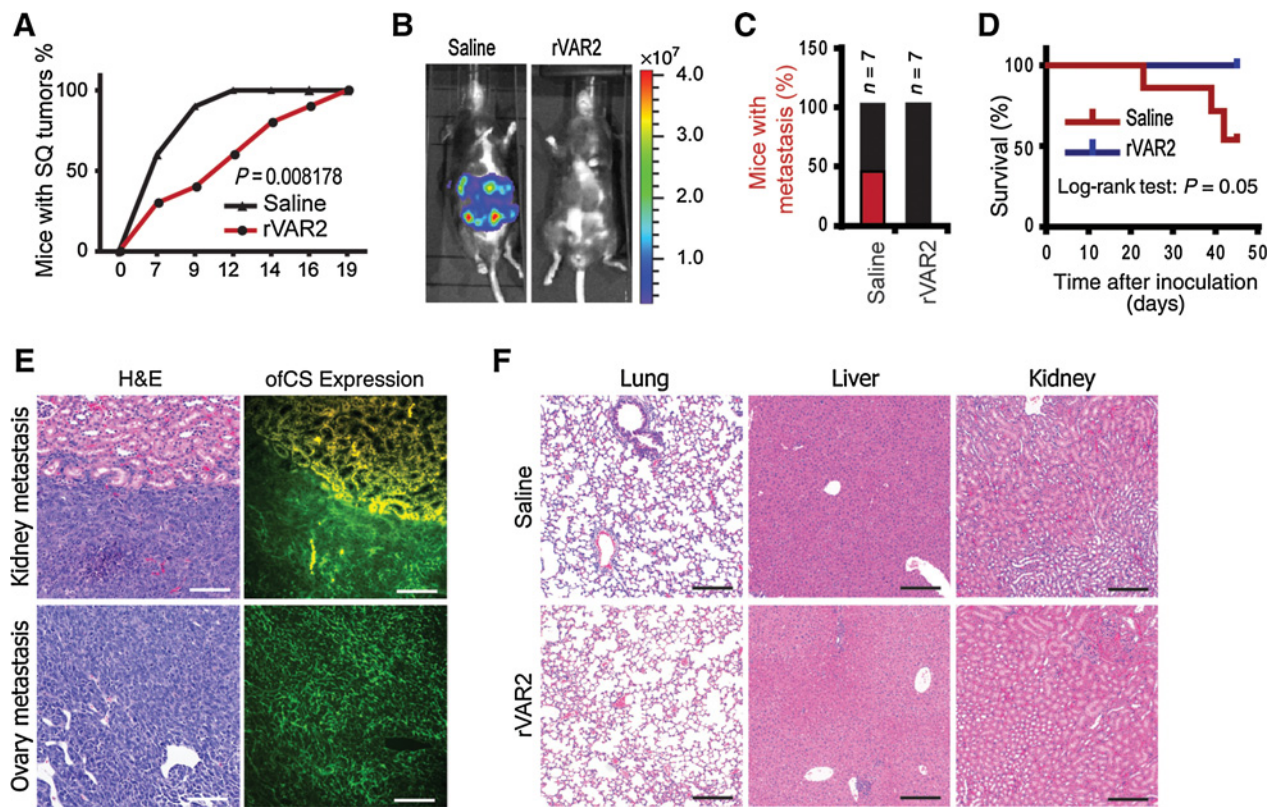 A
Mice with SQ tumors %
100
50
0
7
9
12
14
16
19
P = 0.008178
Saline
rVAR2
B
Saline
rVAR2
×10⁷
4.0
3.0
2.0
1.0
C
Mice with
metastasis (%)
150
100
50
0
n = 7
n = 7
Saline
rVAR2
D
Survival (%)
100
50
0
Saline
rVAR2
Log-rank test: P = 0.05
0
10
20
30
40
50
Time after inoculation
(days)
E
H&E
ofCS Expression
Kidney metastasis
Ovary metastasis
F
Lung
Liver
Kidney
Saline
rVAR2